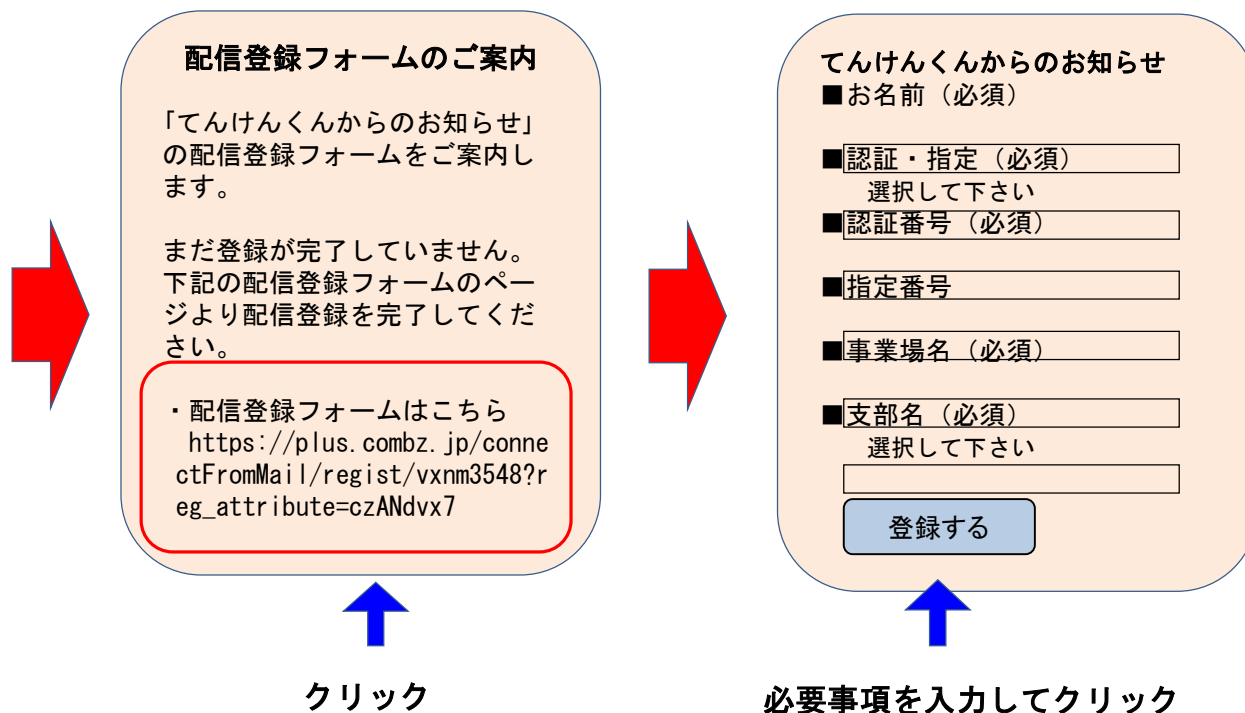 配信登録フォームのご案内
「てんけんくんからのお知らせ」
の配信登録フォームをご案内し
ます。
まだ登録が完了していません。
下記の配信登録フォームのペー
ジより配信登録を完了してくだ
さい。
・配信登録フォームはこちら
https://plus.combz.jp/conne
ctFromMail/regist/vxnm3548?r
eg_attribute=czANdvx7
クリック
てんけんくんからのお知らせ
■お名前（必須）
■認証・指定（必須）
選択して下さい
■認証番号（必須）
■指定番号
■事業場名（必須）
■支部名（必須）
選択して下さい
登録する
必要事項を入力してクリック